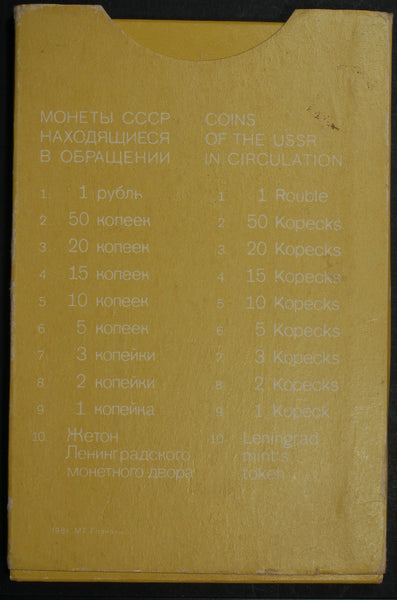 МОНЕТЫ СССР
НАХОДЯЩИЕСЯ
В ОБРАЩЕНИИ
1. 1 рубль
2. 50 копеек
3. 20 копеек
4. 15 копеек
5. 10 копеек
6. 5 копеек
7. 3 копейки
8. 2 копейки
9. 1 копейка
10. Жетон
Ленинградского
монетного двора
COINS
OF THE USSR
IN CIRCULATION
1. 1 Rouble
2. 50 Kopecks
3. 20 Kopecks
4. 15 Kopecks
5. 10 Kopecks
6. 5 Kopecks
7. 3 Kopecks
8. 2 Kopecks
9. 1 Kopeck
10. Leningrad
mint's
token